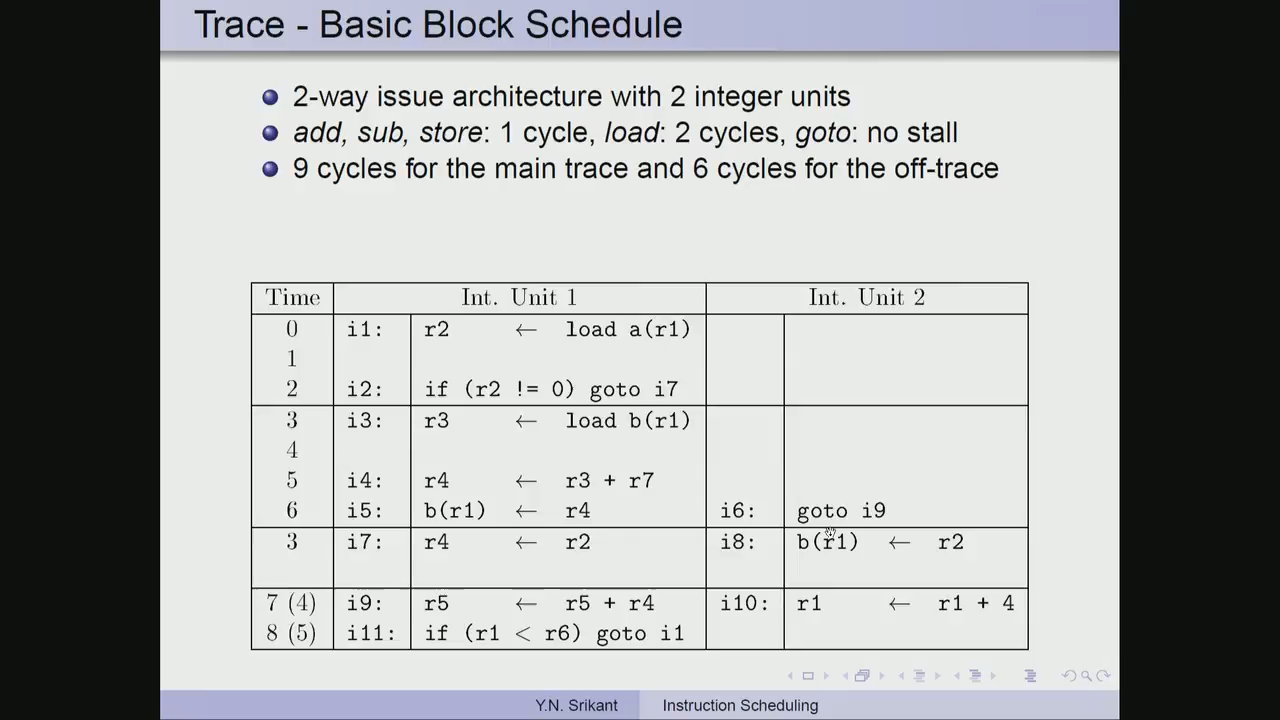 Trace - Basic Block Schedule
2-way issue architecture with 2 integer units
add, sub, store: 1 cycle, load: 2 cycles, goto: no stall
9 cycles for the main trace and 6 cycles for the off-trace
Time Int. Unit 1 Int. Unit 2
0 i1: r2 ← load a(r1)
1
2 i2: if (r2 != 0) goto i7
3 i3: r3 ← load b(r1)
4
5 i4: r4 ← r3 + r7
6 i5: b(r1) ← r4 i6: goto i9
3 i7: r4 ← r2 i8: b(r1) ← r2
7 (4) i9: r5 ← r5 + r4 i10: r1 ← r1 + 4
8 (5) i11: if (r1 < r6) goto i1
Y.N. Srikant Instruction Scheduling